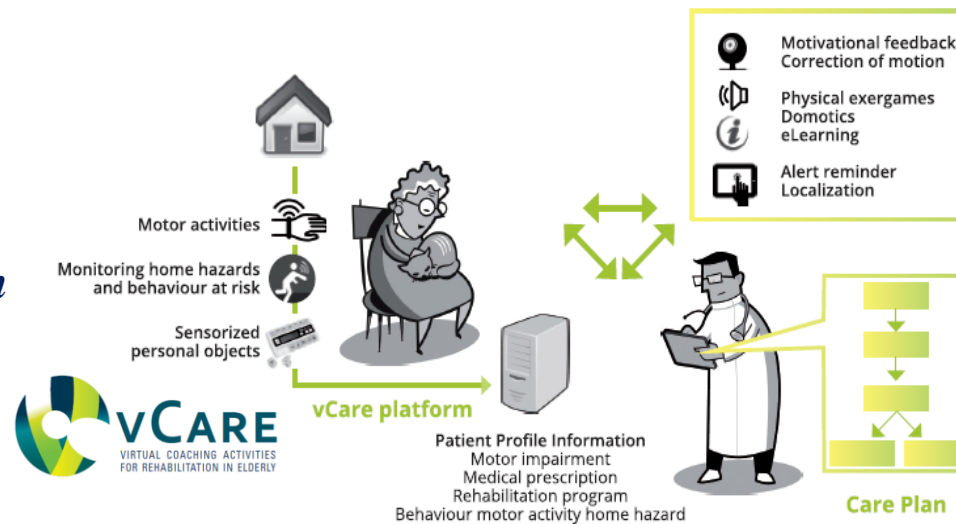 Motivational feedback
Correction of motion
Physical exergames
Domotics
eLearning
Alert reminder
Localization
Motor activities
Monitoring home hazards
and behaviour at risk
Sensorized
personal objects
vCare platform
vCARE
VIRTUAL COACHING ACTIVITIES
FOR REHABILITATION IN ELDERLY
Patient Profile Information
Motor impairment
Medical prescription
Rehabilitation program
Behaviour motor activity home hazard
Care Plan